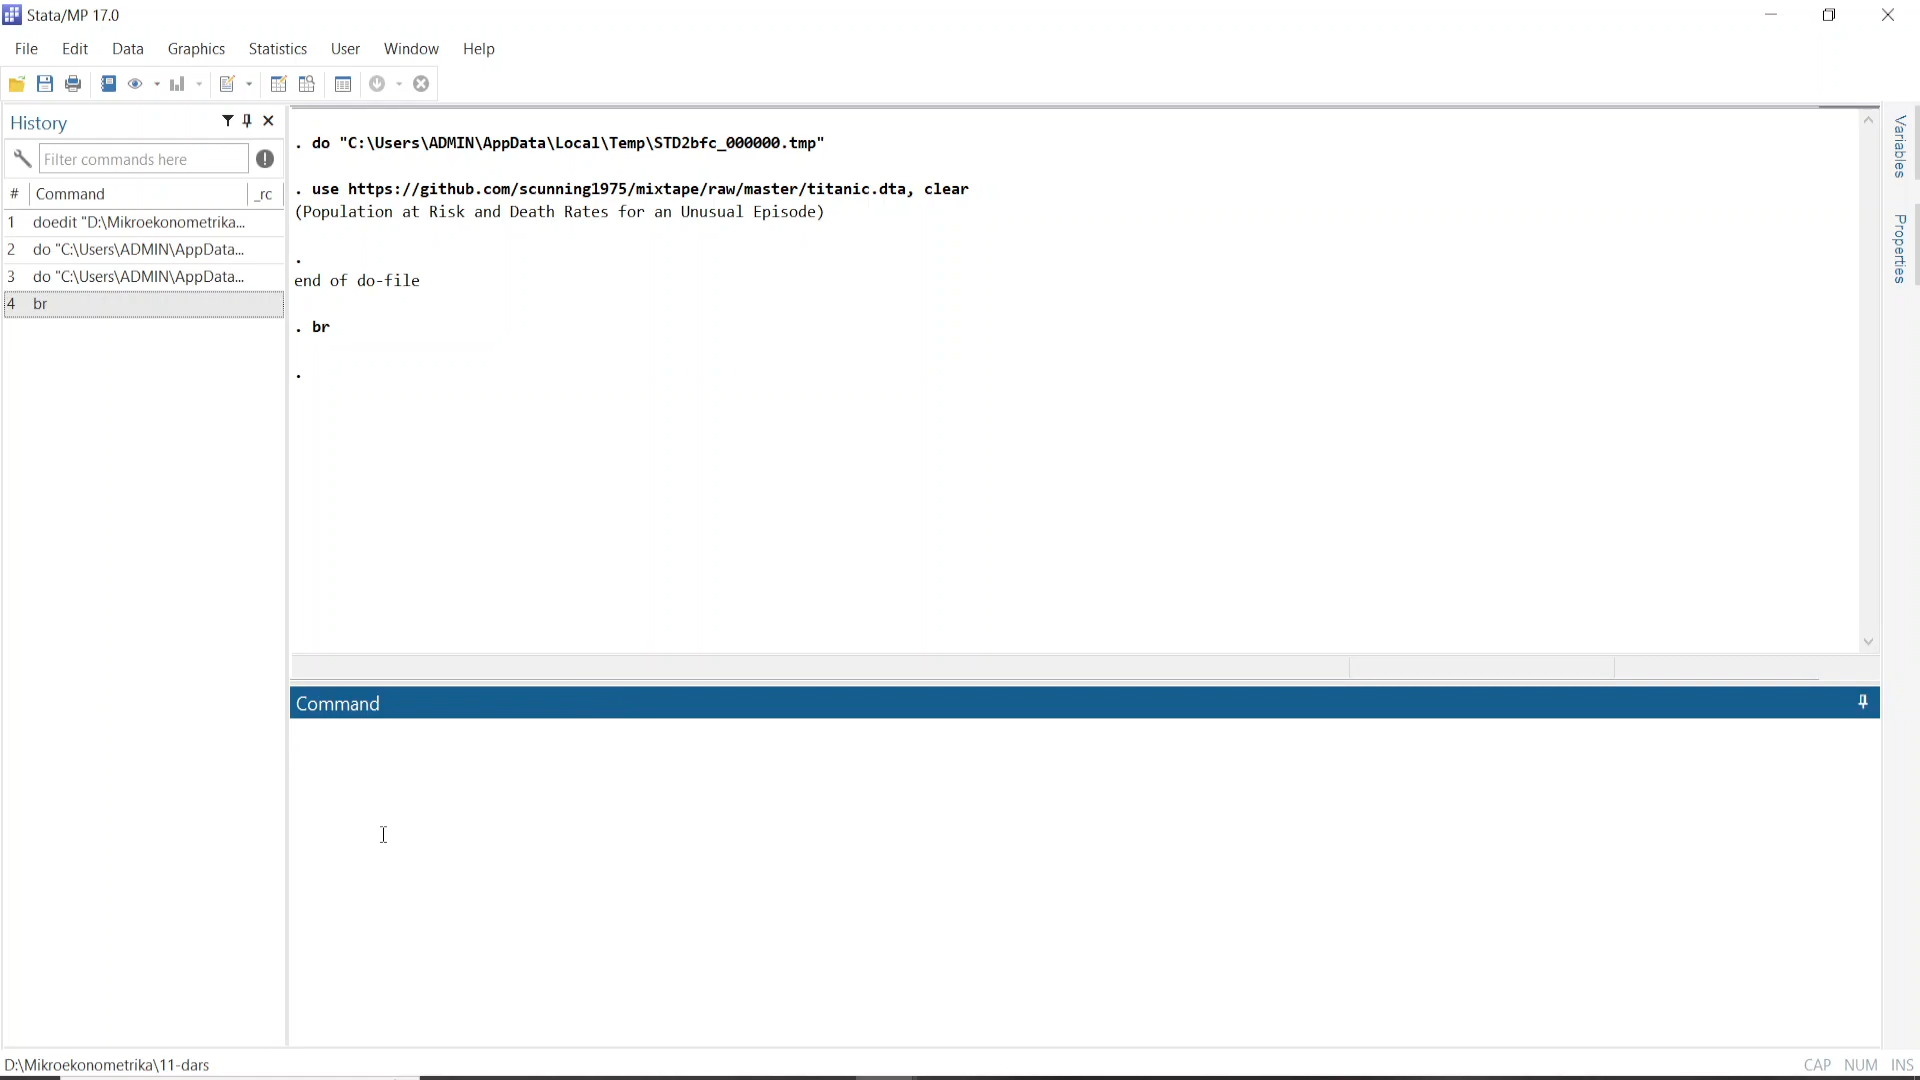 Stata/MP 17.0
File Edit Data Graphics Statistics User Window Help
History
Filter commands here
# Command _rc
1 doedit "D:\Mikroekonometrika...
2 do "C:\Users\ADMIN\AppData...
3 do "C:\Users\ADMIN\AppData...
4 br
. do "C:\Users\ADMIN\AppData\Local\Temp\STD2bfc_000000.tmp"
. use https://github.com/scunning1975/mixtape/raw/master/titanic.dta, clear
(Population at Risk and Death Rates for an Unusual Episode)
.
end of do-file
. br
.
Command
Variables
Properties
D:\Mikroekonometrika\11-dars
CAP NUM INS